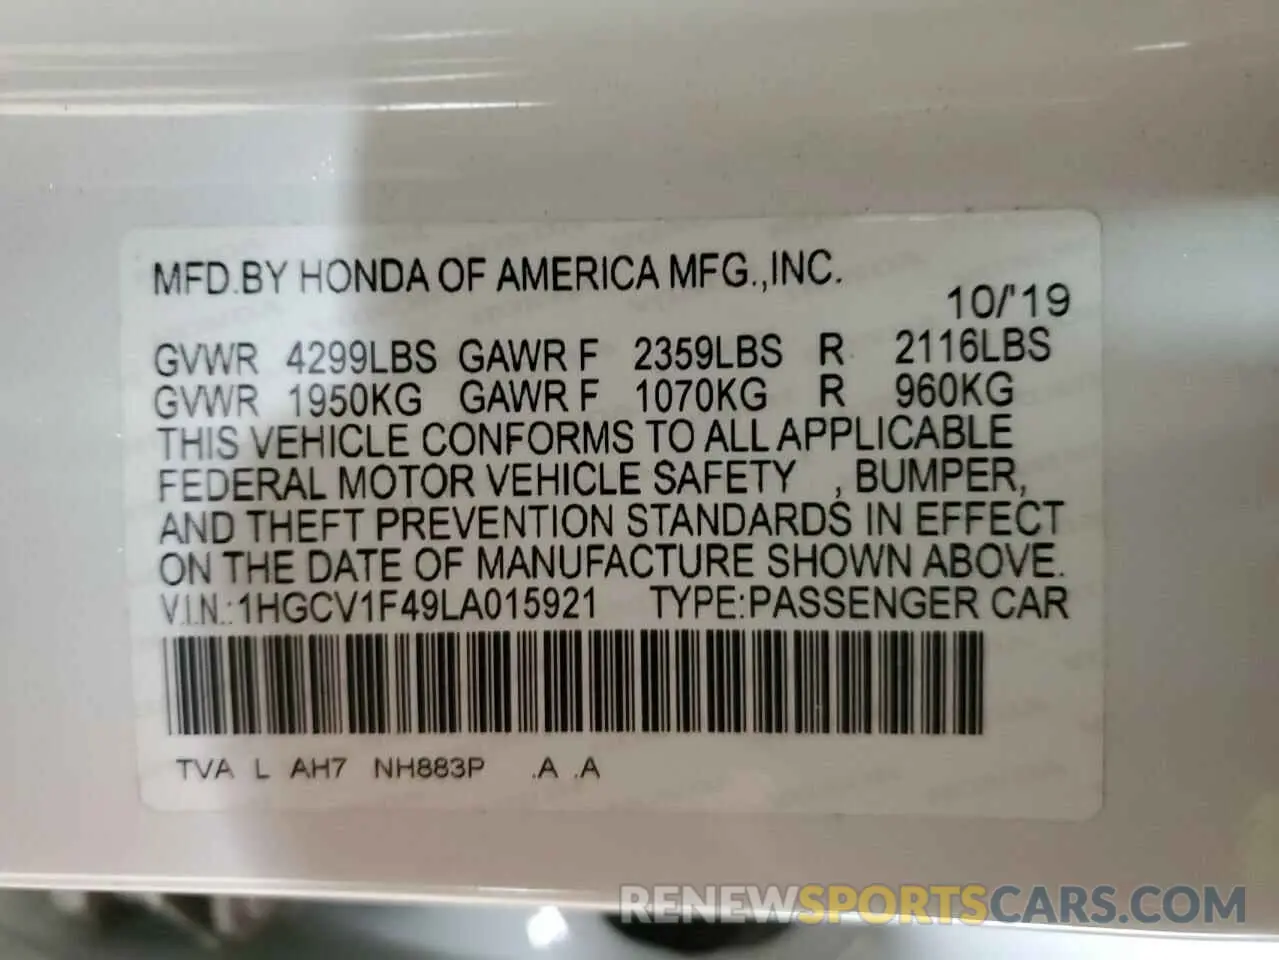 MFD.BY HONDA OF AMERICA MFG.,INC.
10/'19
GVWR 4299LBS GAWR F 2359LBS R 2116LBS
GVWR 1950KG GAWR F 1070KG R 960KG
THIS VEHICLE CONFORMS TO ALL APPLICABLE
FEDERAL MOTOR VEHICLE SAFETY , BUMPER,
AND THEFT PREVENTION STANDARDS IN EFFECT
ON THE DATE OF MANUFACTURE SHOWN ABOVE.
V.I.N.:1HGCV1F49LA015921 TYPE:PASSENGER CAR
TVA L AH7 NH883P .A .A
RENEWSPORTSCARS.COM